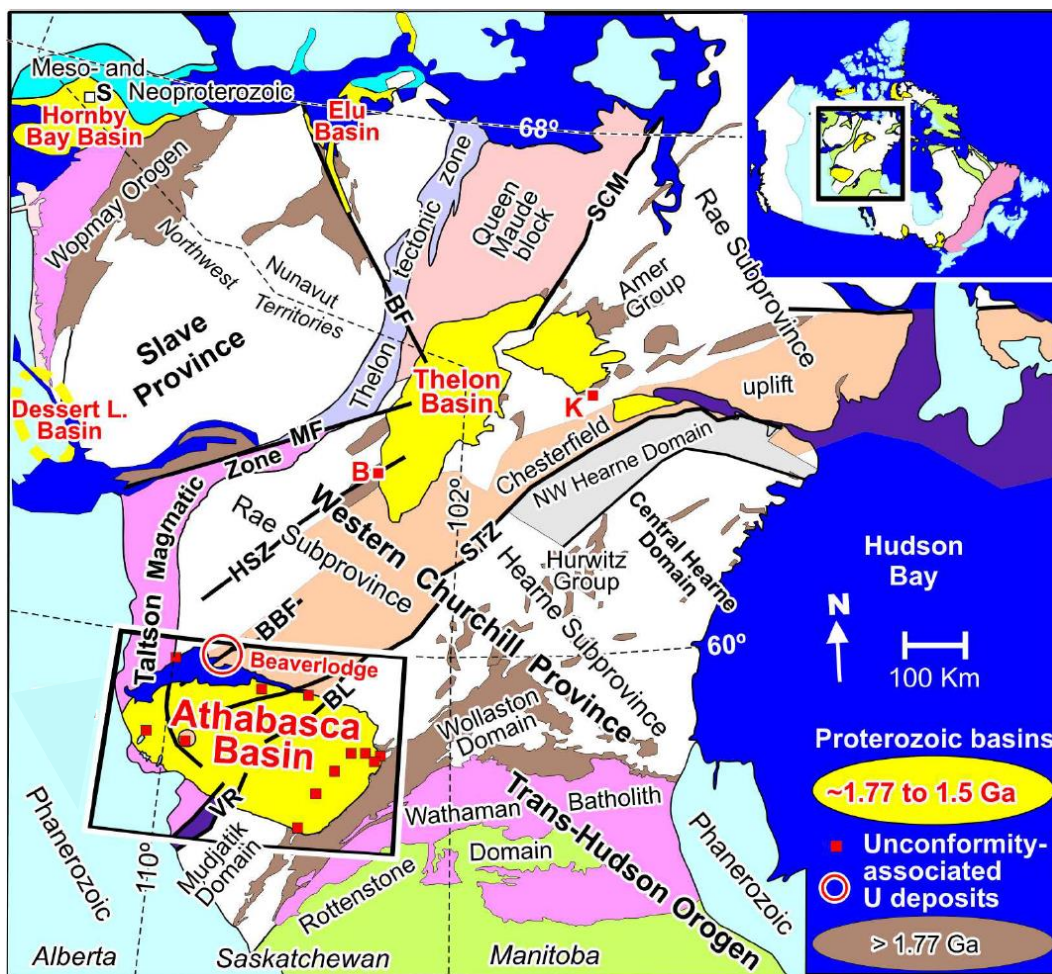 Meso- and
Neoproterozoic
S
Hornby
Bay Basin
Elu
Basin
68º
Wopmay Orogen
Northwest
Territories
Nunavut
Thelon
tectonic
zone
BF
Queen
Maude
block
SCM
Rae Subprovince
Amer
Group
Slave
Province
Dessert L.
Basin
Thelon
Basin
K
uplift
Chesterfield
NW Hearne Domain
MF
Taltson Magmatic Zone
B
102º
HSZ
Rae Subprovince
Western Churchill Province
STZ
Hearne Subprovince
Hurwitz
Group
Central Hearne
Domain
Hudson
Bay
N
100 Km
60º
BBF
Beaverlodge
BL
Athabasca
Basin
VR
Wollaston
Domain
Wathaman
Batholith
Trans-Hudson Orogen
Mudjatik
Domain
Rottenstone
Domain
Phanerozoic
110º
Phanerozoic
Alberta
Saskatchewan
Manitoba
Proterozoic basins
~1.77 to 1.5 Ga
Unconformity-
associated
U deposits
> 1.77 Ga